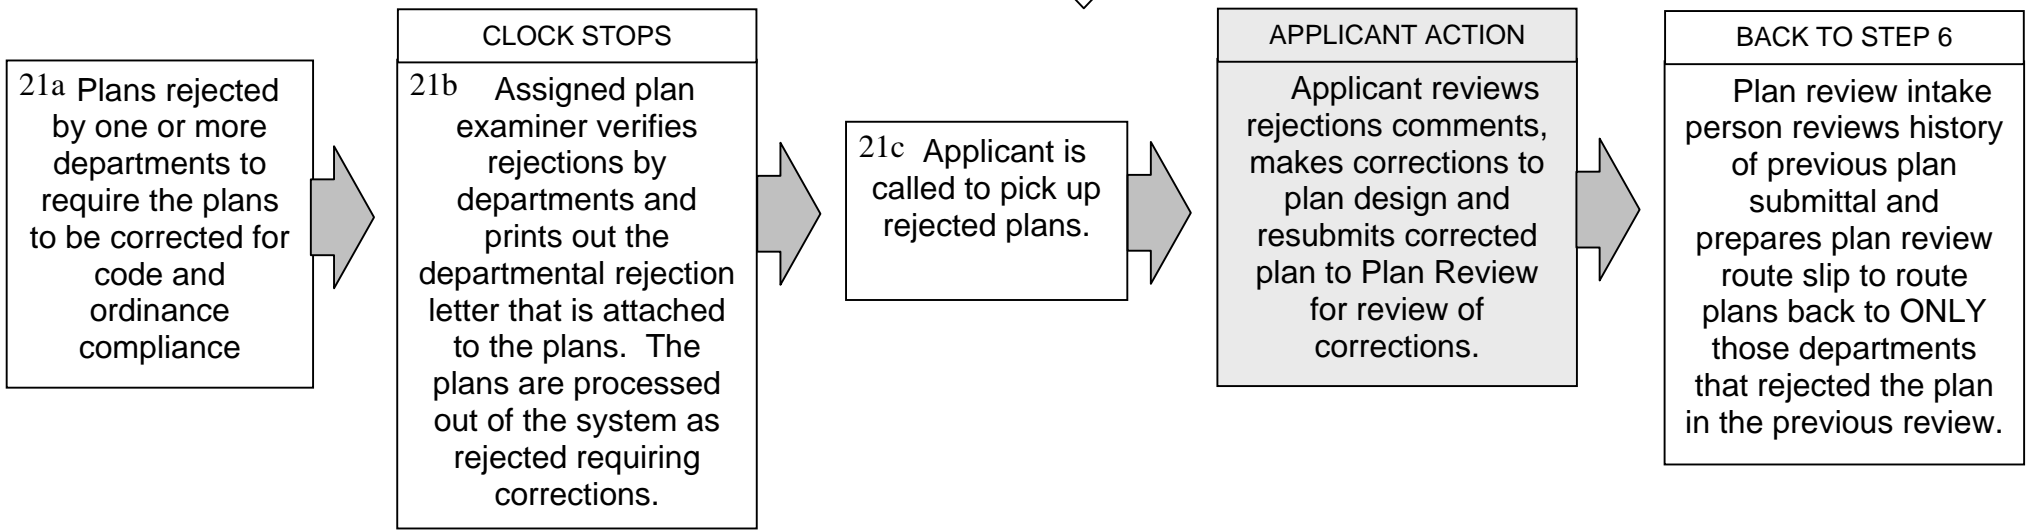 21a Plans rejected
by one or more
departments to
require the plans
to be corrected for
code and
ordinance
compliance
CLOCK STOPS
21b Assigned plan
examiner verifies
rejections by
departments and
prints out the
departmental rejection
letter that is attached
to the plans. The
plans are processed
out of the system as
rejected requiring
corrections.
21c Applicant is
called to pick up
rejected plans.
APPLICANT ACTION
Applicant reviews
rejections comments,
makes corrections to
plan design and
resubmits corrected
plan to Plan Review
for review of
corrections.
BACK TO STEP 6
Plan review intake
person reviews history
of previous plan
submittal and
prepares plan review
route slip to route
plans back to ONLY
those departments
that rejected the plan
in the previous review.